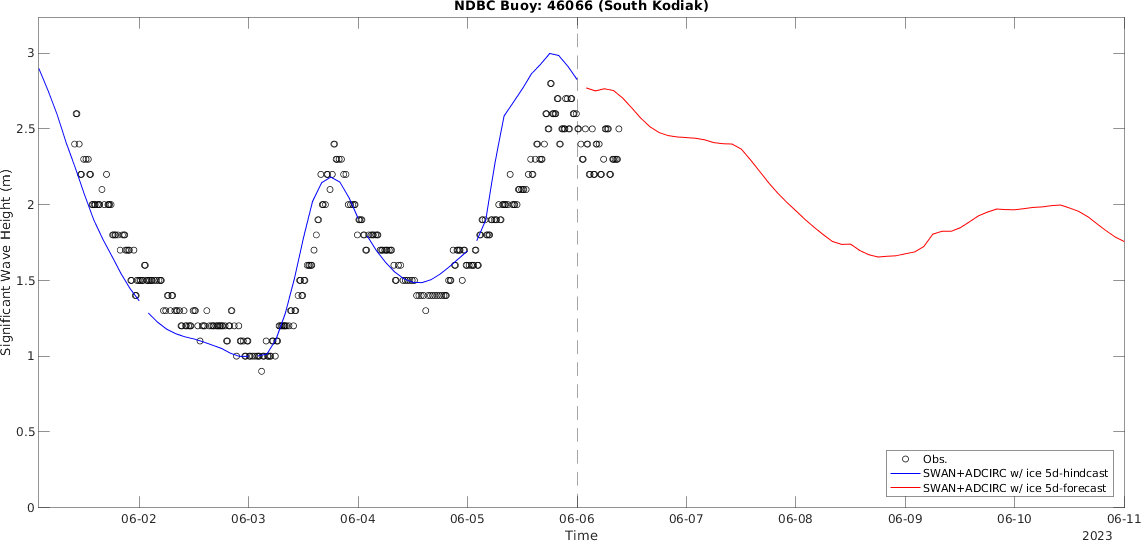 NDBC Buoy: 46066 (South Kodiak)
3
2.5
2
1.5
1
0.5
0
Significant Wave Height (m)
Obs.
SWAN+ADCIRC w/ ice 5d-hindcast
SWAN+ADCIRC w/ ice 5d-forecast
06-02 06-03 06-04 06-05 06-06 06-07 06-08 06-09 06-10 06-11
Time
2023